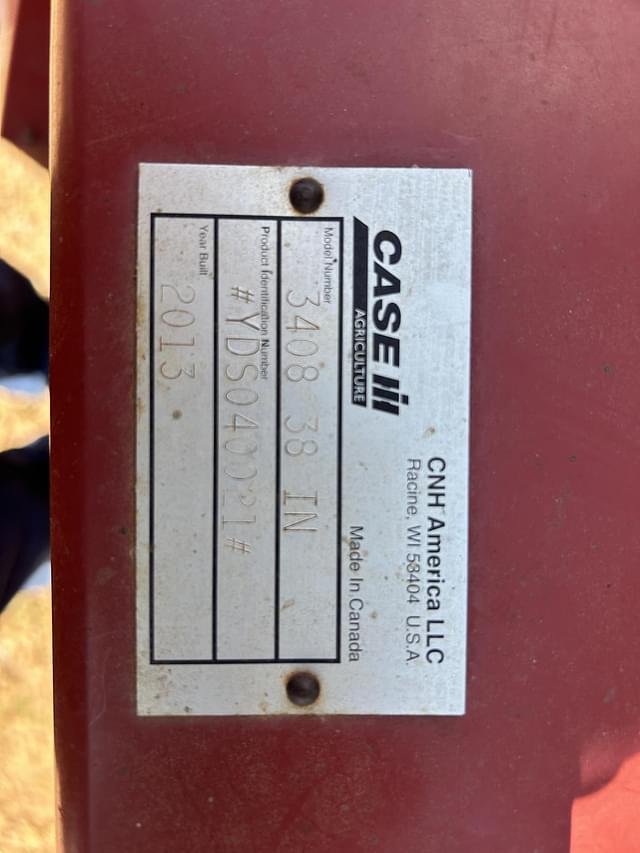 CASE IH
AGRICULTURE
CNH America LLC
Racine, WI 53404 U.S.A.
Made In Canada
Model Number
3408 38 IN
Product Identification Number
#YDS040021#
Year Built
2013